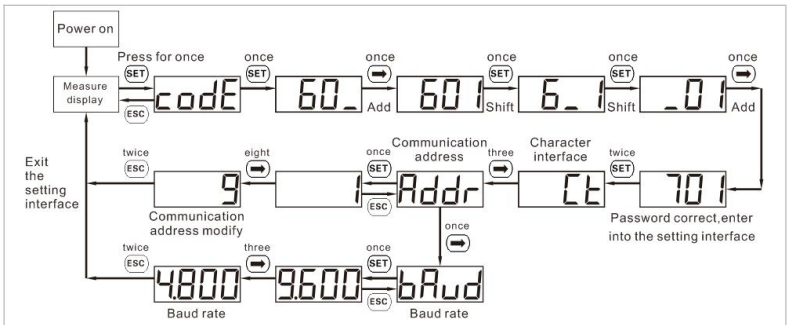 Power on
Press for once
once
once
once
once
once
SET
SET
➡
SET
SET
➡
Measure
display
ESC
codE
60_
Add
601
Shift
6_1
Shift
_01
Add
Exit
the
setting
interface
twice
ESC
eight
➡
once
SET
ESC
Communication
address
three
➡
Character
interface
twice
SET
9
1
Addr
Ct
701
Communication
address modify
Password correct,enter
into the setting interface
once
➡
twice
ESC
three
➡
once
SET
ESC
4.800
9.600
bAud
Baud rate
Baud rate